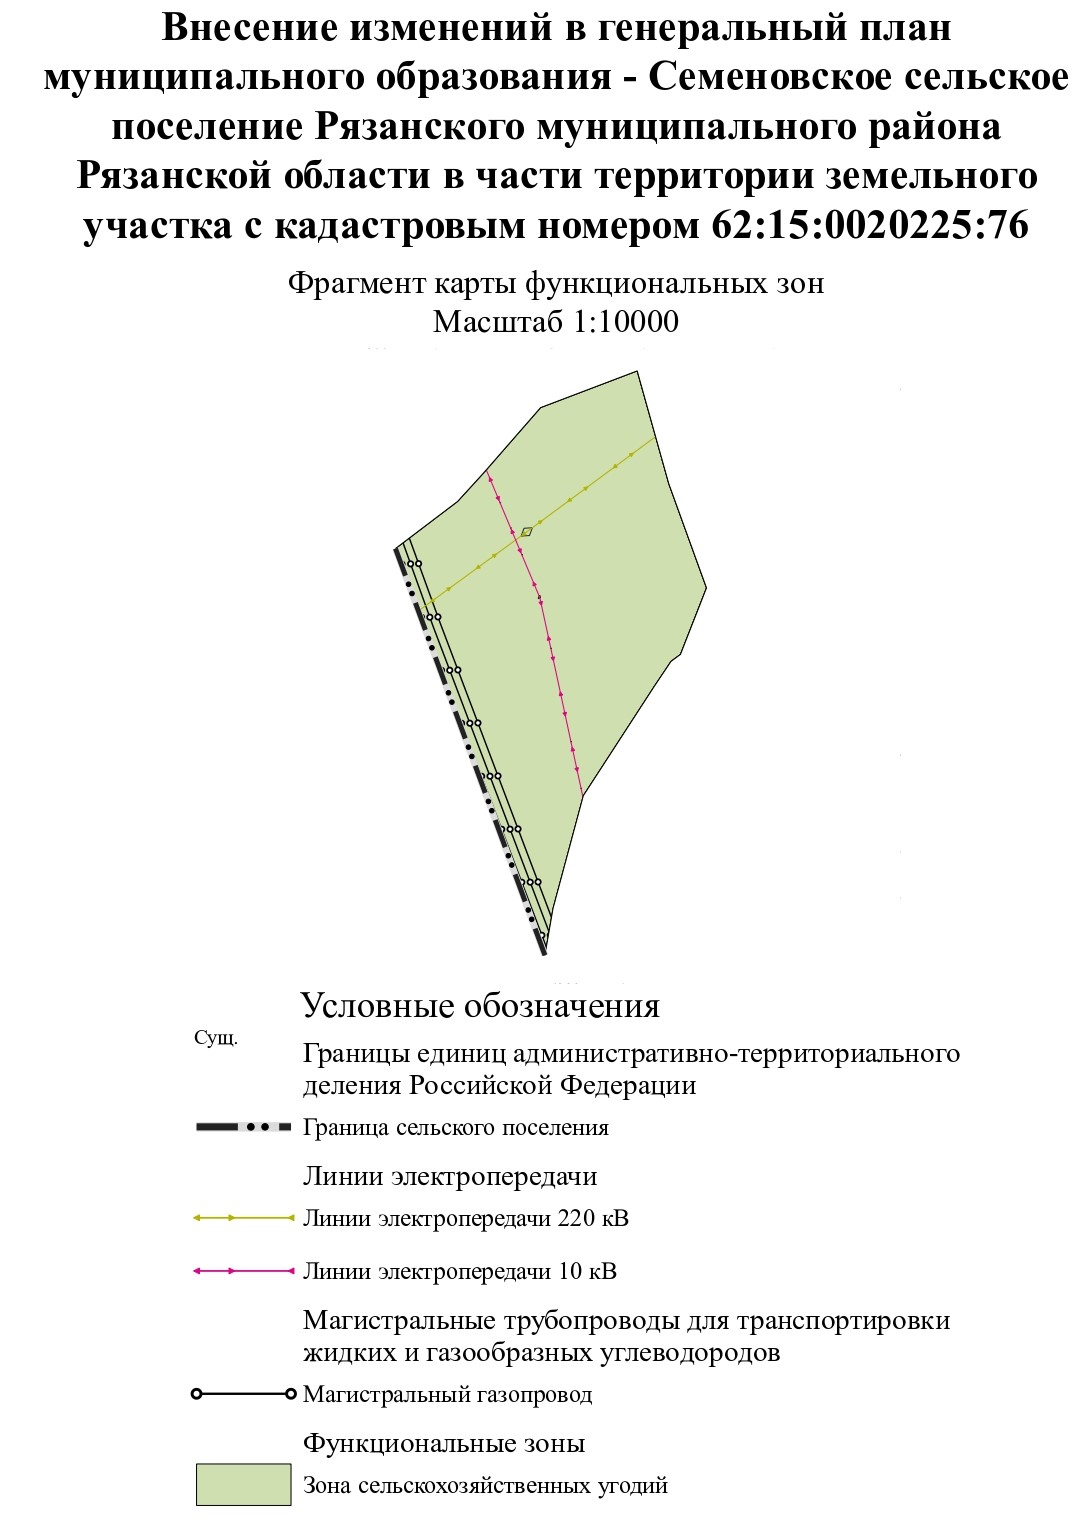 Внесение изменений в генеральный план
муниципального образования - Семеновское сельское
поселение Рязанского муниципального района
Рязанской области в части территории земельного
участка с кадастровым номером 62:15:0020225:76
Фрагмент карты функциональных зон
Масштаб 1:10000
Условные обозначения
Сущ.
Границы единиц административно-территориального
деления Российской Федерации
Граница сельского поселения
Линии электропередачи
Линии электропередачи 220 кВ
Линии электропередачи 10 кВ
Магистральные трубопроводы для транспортировки
жидких и газообразных углеводородов
Магистральный газопровод
Функциональные зоны
Зона сельскохозяйственных угодий